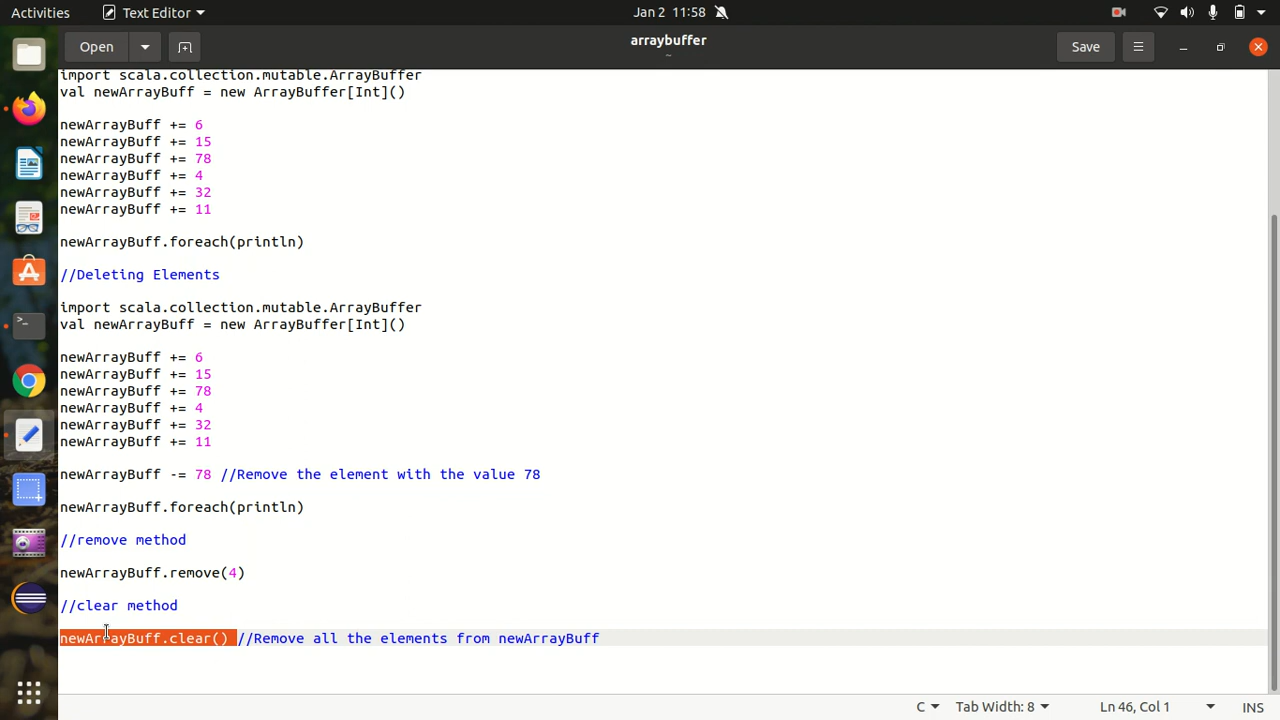 Activities
Text Editor
Jan 2 11:58
Open
arraybuffer
~
Save
import scala.collection.mutable.ArrayBuffer
val newArrayBuff = new ArrayBuffer[Int]()
newArrayBuff += 6
newArrayBuff += 15
newArrayBuff += 78
newArrayBuff += 4
newArrayBuff += 32
newArrayBuff += 11
newArrayBuff.foreach(println)
//Deleting Elements
import scala.collection.mutable.ArrayBuffer
val newArrayBuff = new ArrayBuffer[Int]()
newArrayBuff += 6
newArrayBuff += 15
newArrayBuff += 78
newArrayBuff += 4
newArrayBuff += 32
newArrayBuff += 11
newArrayBuff -= 78 //Remove the element with the value 78
newArrayBuff.foreach(println)
//remove method
newArrayBuff.remove(4)
//clear method
newArrayBuff.clear() //Remove all the elements from newArrayBuff
C
Tab Width: 8
Ln 46, Col 1
INS